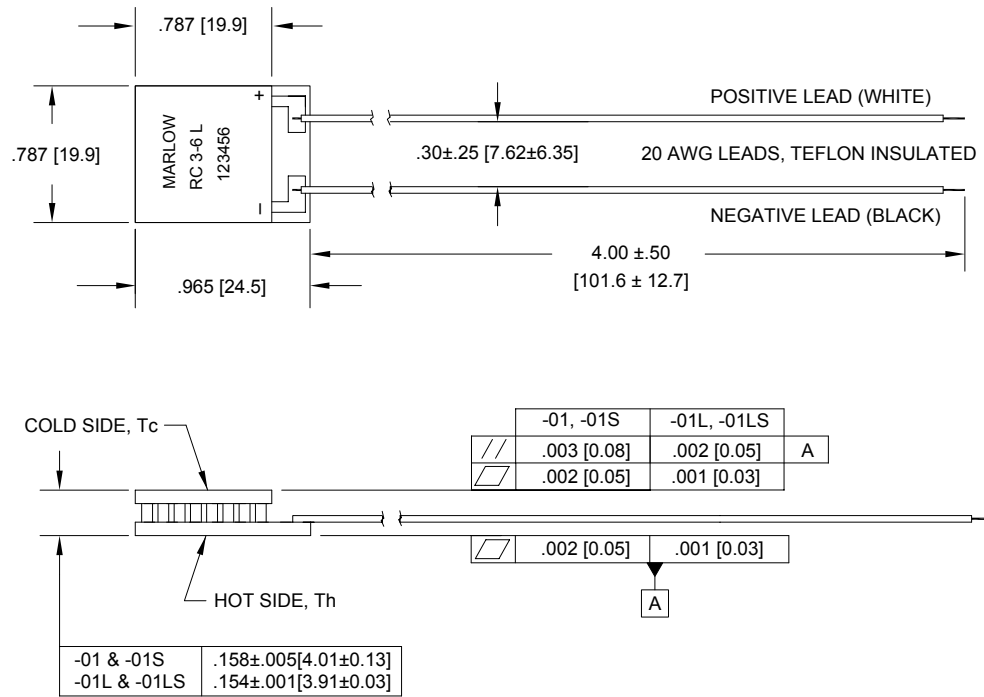 .787 [19.9]
.787 [19.9]
MARLOW
RC 3-6 L
123456
+
−
POSITIVE LEAD (WHITE)
.30±.25 [7.62±6.35]
20 AWG LEADS, TEFLON INSULATED
NEGATIVE LEAD (BLACK)
4.00 ±.50
[101.6 ± 12.7]
.965 [24.5]
COLD SIDE, Tc
-01, -01S -01L, -01LS
// .003 [0.08] .002 [0.05] A
.002 [0.05] .001 [0.03]
.002 [0.05] .001 [0.03]
A
HOT SIDE, Th
-01 & -01S .158±.005[4.01±0.13]
-01L & -01LS .154±.001[3.91±0.03]